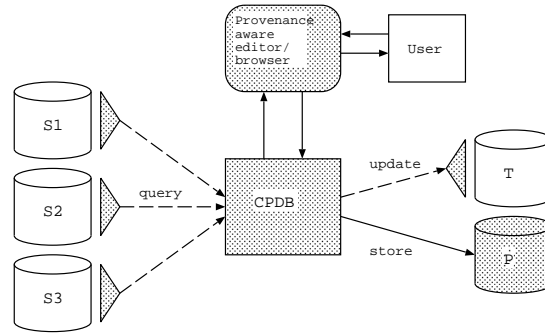 Provenance
aware
editor/
browser
User
S1
S2
S3
query
CPDB
update
store
T
P